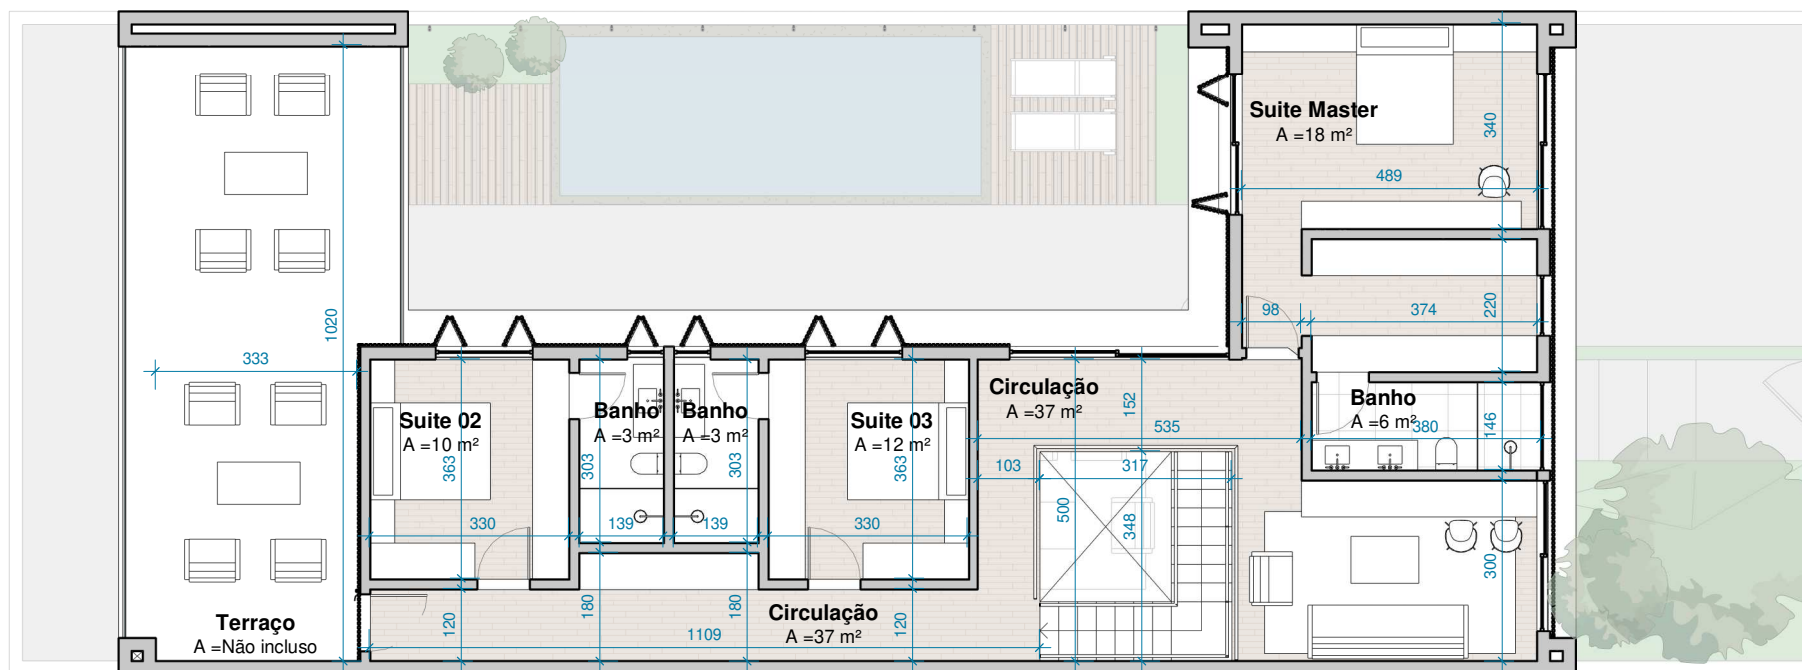 Suite Master
A =18 m²
340
489
98
374
220
1020
333
Circulação
A =37 m²
152
535
Banho
A =6 m²
380
146
Suite 02
A =10 m²
363
Banho
A =3 m²
303
Banho
A =3 m²
303
Suite 03
A =12 m²
363
103
317
500
348
330
139
139
330
300
Terraço
A =Não incluso
120
180
180
Circulação
A =37 m²
1109
120